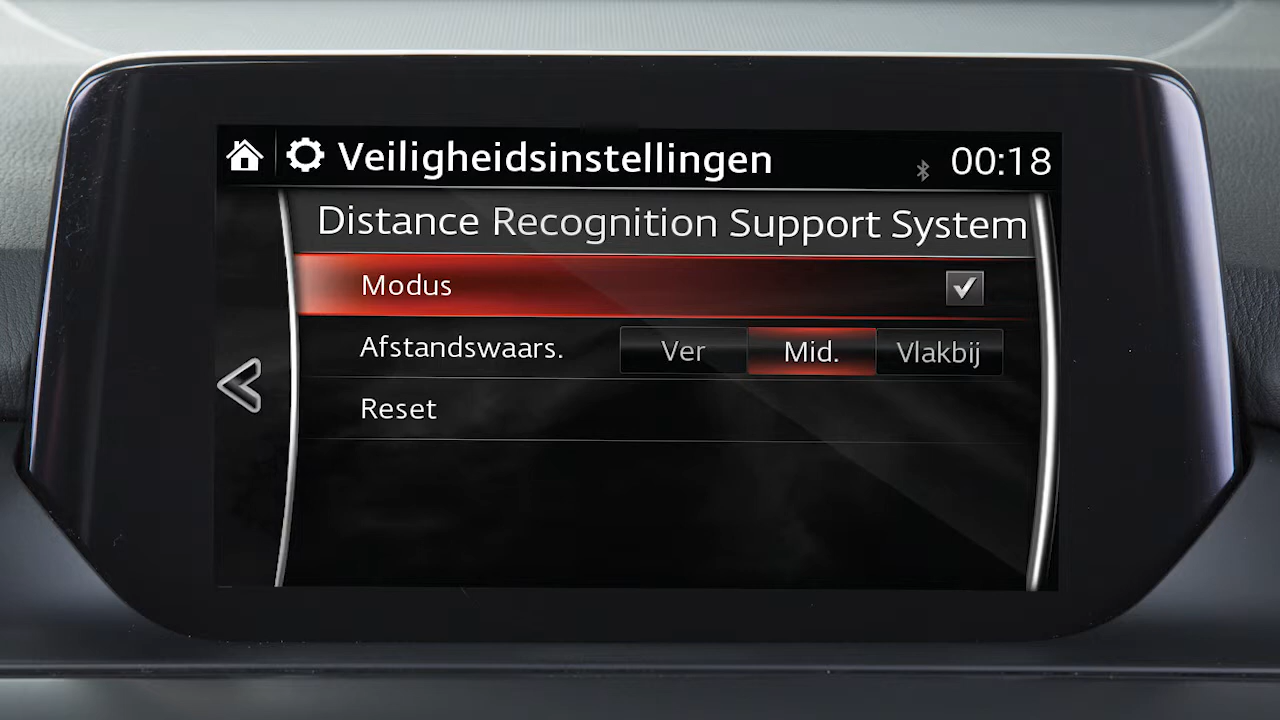 Veiligheidsinstellingen 00:18
Distance Recognition Support System
Modus
Afstandswaars. Ver Mid. Vlakbij
Reset